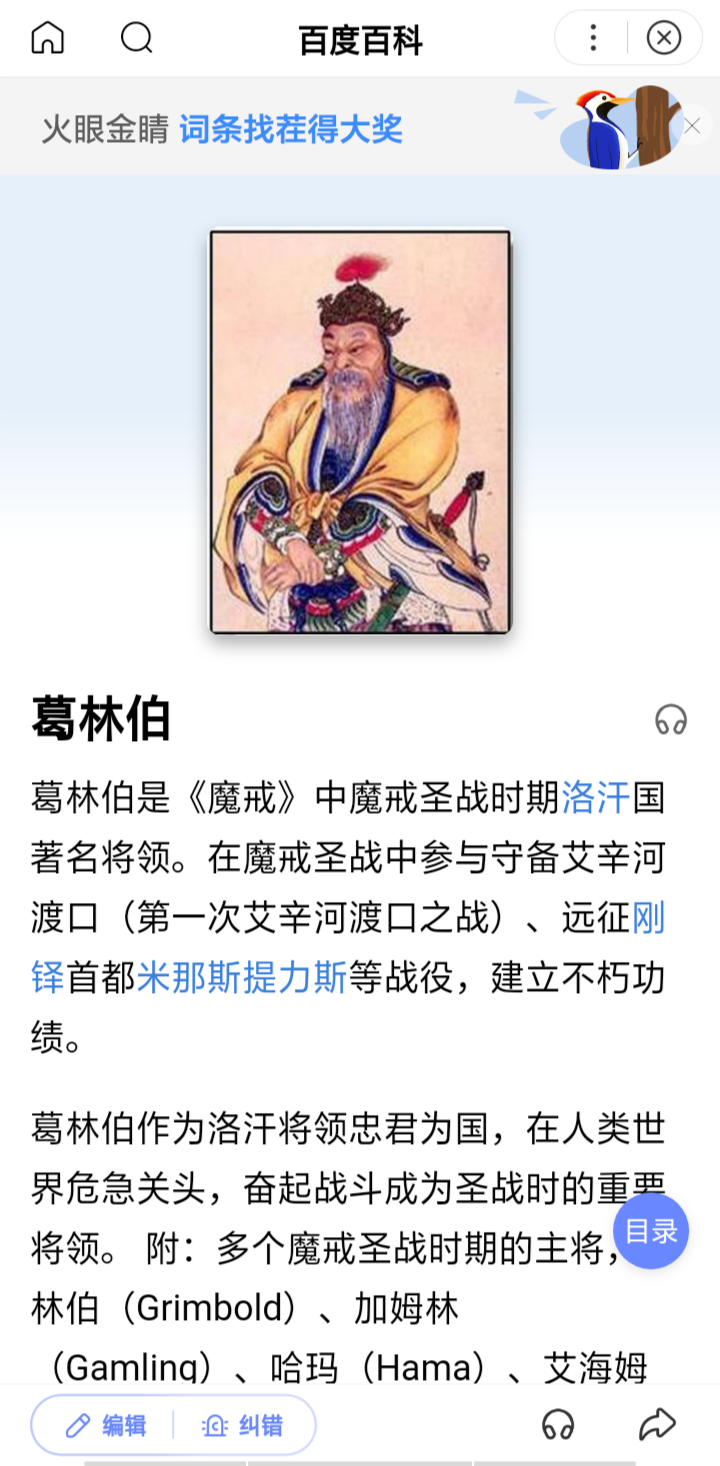 百度百科
火眼金睛 词条找茬得大奖
葛林伯
葛林伯是《魔戒》中魔戒圣战时期洛汗国
著名将领。在魔戒圣战中参与守备艾辛河
渡口（第一次艾辛河渡口之战）、远征刚
铎首都米那斯提力斯等战役，建立不朽功
绩。
葛林伯作为洛汗将领忠君为国，在人类世
界危急关头，奋起战斗成为圣战时的重要
将领。 附：多个魔戒圣战时期的主将，
目录
林伯（Grimbold）、加姆林
（Gamling）、哈玛（Hama）、艾海姆
编辑
纠错